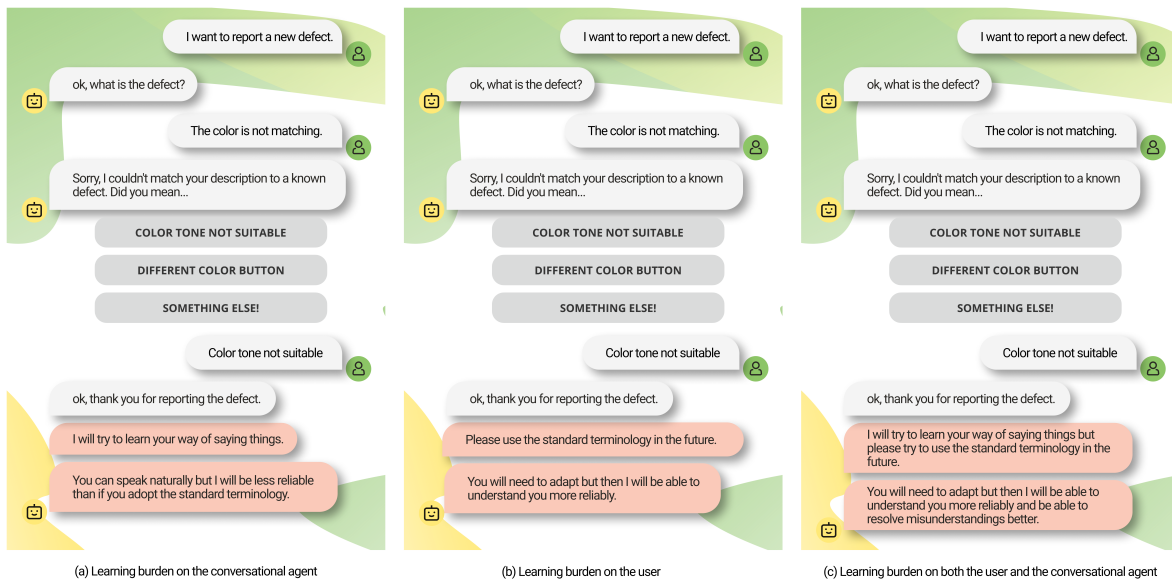 I want to report a new defect.
ok, what is the defect?
The color is not matching.
Sorry, I couldn't match your description to a known
defect. Did you mean...
COLOR TONE NOT SUITABLE
DIFFERENT COLOR BUTTON
SOMETHING ELSE!
Color tone not suitable
ok, thank you for reporting the defect.
I will try to learn your way of saying things.
You can speak naturally but I will be less reliable
than if you adopt the standard terminology.
(a) Learning burden on the conversational agent
I want to report a new defect.
ok, what is the defect?
The color is not matching.
Sorry, I couldn't match your description to a known
defect. Did you mean...
COLOR TONE NOT SUITABLE
DIFFERENT COLOR BUTTON
SOMETHING ELSE!
Color tone not suitable
ok, thank you for reporting the defect.
Please use the standard terminology in the future.
You will need to adapt but then I will be able to
understand you more reliably.
(b) Learning burden on the user
I want to report a new defect.
ok, what is the defect?
The color is not matching.
Sorry, I couldn't match your description to a known
defect. Did you mean...
COLOR TONE NOT SUITABLE
DIFFERENT COLOR BUTTON
SOMETHING ELSE!
Color tone not suitable
ok, thank you for reporting the defect.
I will try to learn your way of saying things but
please try to use the standard terminology in the
future.
You will need to adapt but then I will be able to
understand you more reliably and be able to
resolve misunderstandings better.
(c) Learning burden on both the user and the conversational agent